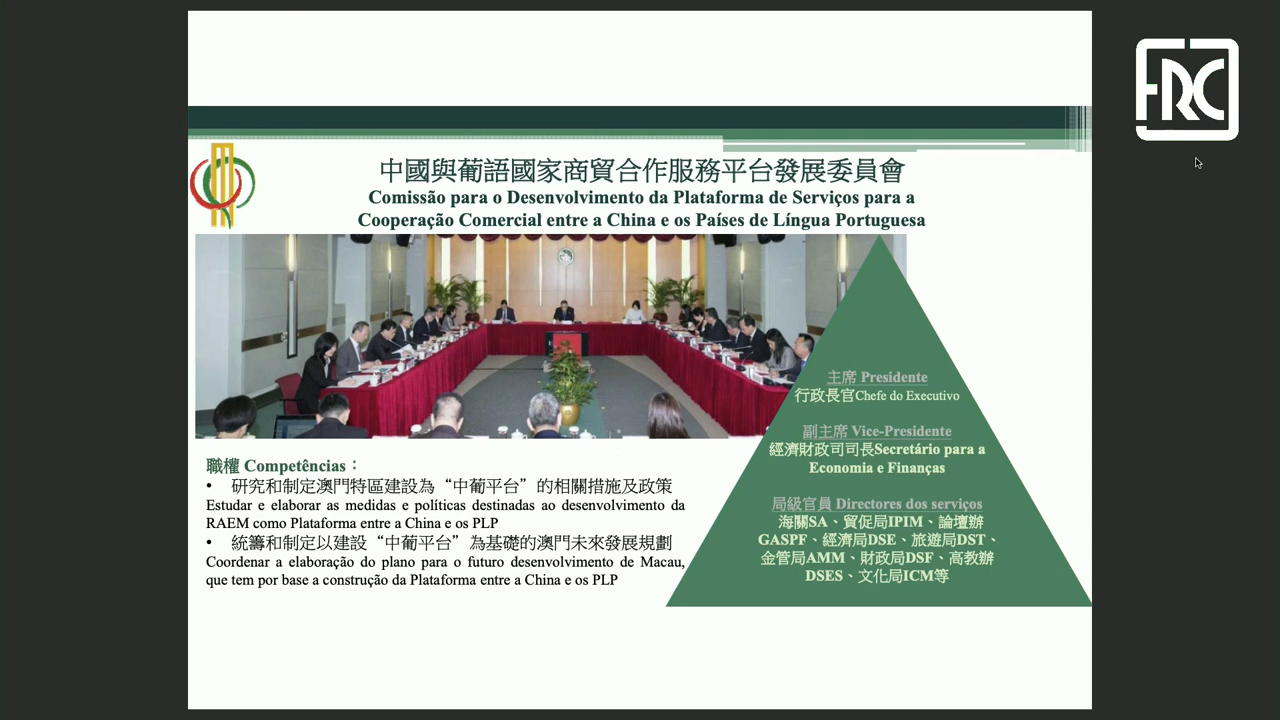 FRC
中國與葡語國家商貿合作服務平台發展委員會
Comissão para o Desenvolvimento da Plataforma de Serviços para a
Cooperação Comercial entre a China e os Países de Língua Portuguesa
主席 Presidente
行政長官Chefe do Executivo
副主席 Vice-Presidente
經濟財政司司長Secretário para a
Economia e Finanças
局級官員 Directores dos serviços
海關SA、貿促局IPIM、論壇辦
GASPF、經濟局DSE、旅遊局DST、
金管局AMM、財政局DSF、高教辦
DSES、文化局ICM等
職權 Competências：
• 研究和制定澳門特區建設為“中葡平台”的相關措施及政策
Estudar e elaborar as medidas e políticas destinadas ao desenvolvimento da
RAEM como Plataforma entre a China e os PLP
• 統籌和制定以建設“中葡平台”為基礎的澳門未來發展規劃
Coordenar a elaboração do plano para o futuro desenvolvimento de Macau,
que tem por base a construção da Plataforma entre a China e os PLP